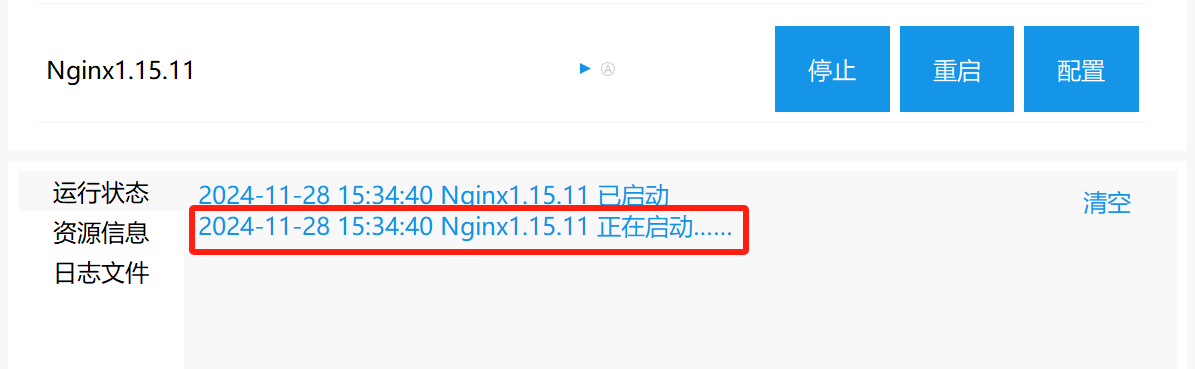 Nginx1.15.11
Ⓐ
停止
重启
配置
运行状态
资源信息
日志文件
2024-11-28 15:34:40 Nginx1.15.11 已启动
2024-11-28 15:34:40 Nginx1.15.11 正在启动......
清空